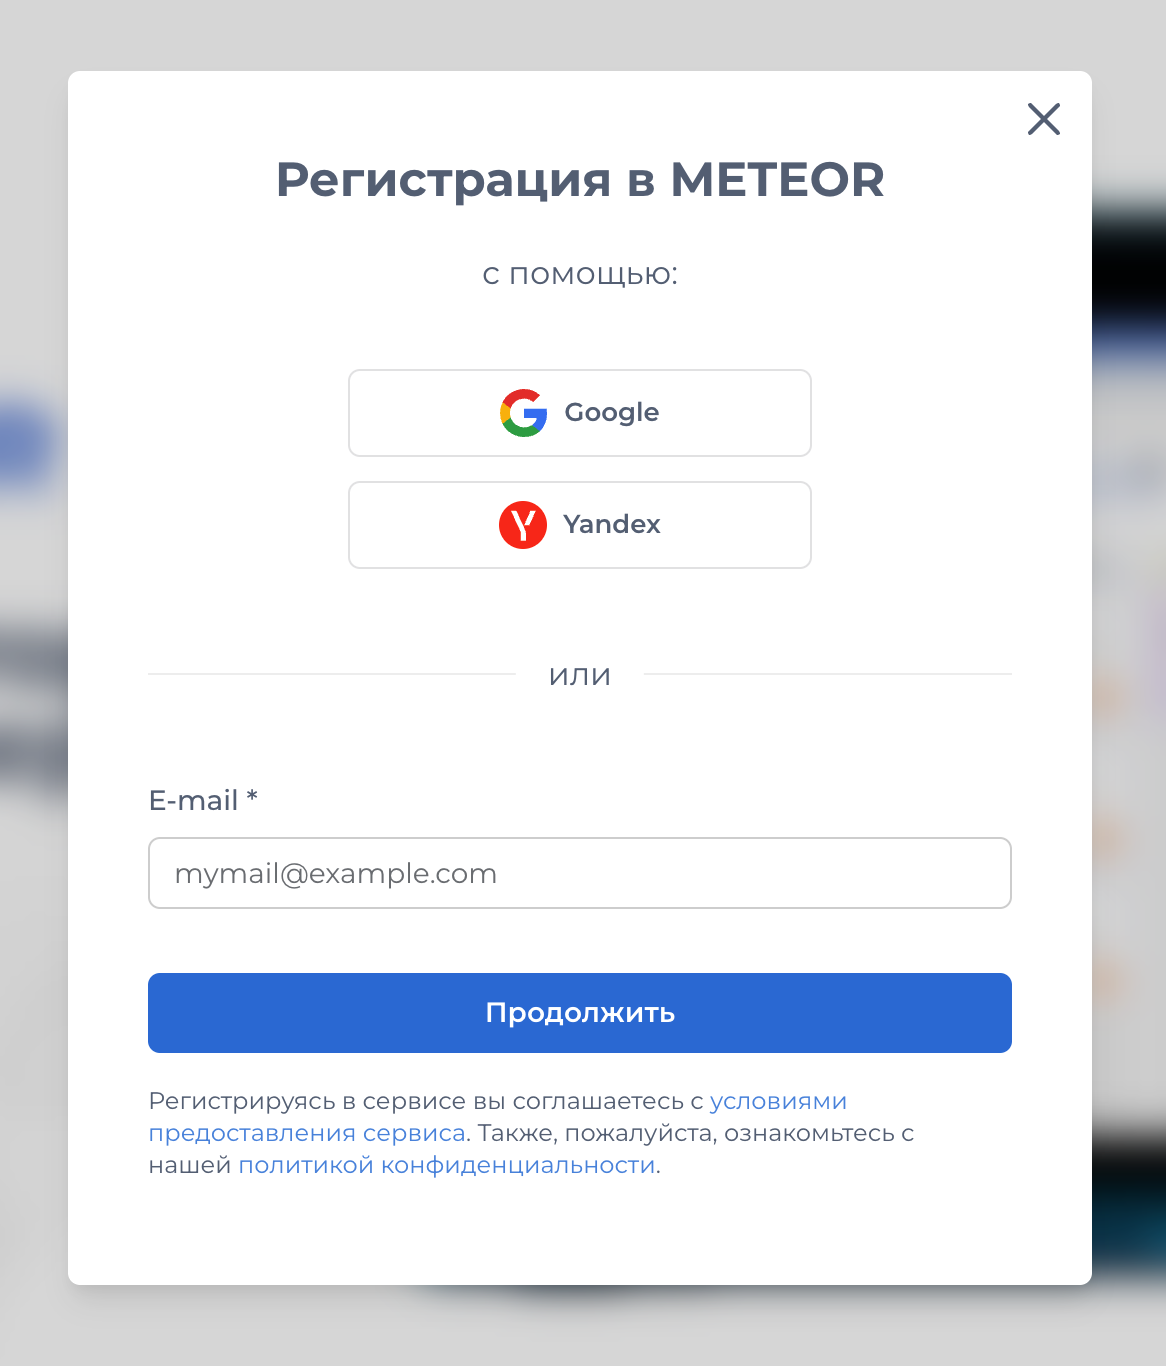 Регистрация в METEOR
с помощью:
Google
Yandex
или
E-mail *
mymail@example.com
Продолжить
Регистрируясь в сервисе вы соглашаетесь с условиями
предоставления сервиса. Также, пожалуйста, ознакомьтесь с
нашей политикой конфиденциальности.